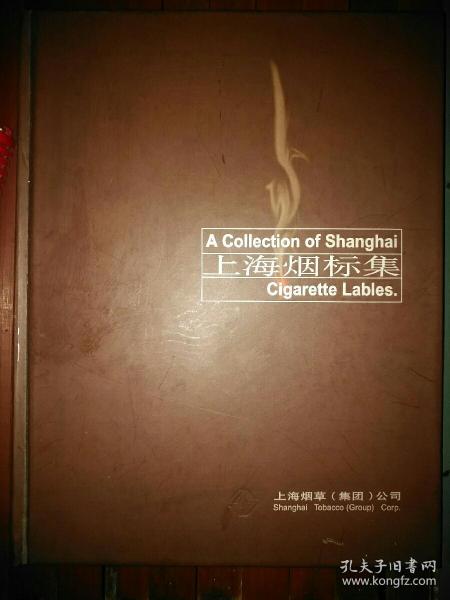 A Collection of Shanghai
上海烟标集
Cigarette Lables.
上海烟草（集团）公司
Shanghai Tobacco (Group) Corp.
孔夫子旧书网
www.kongfz.com